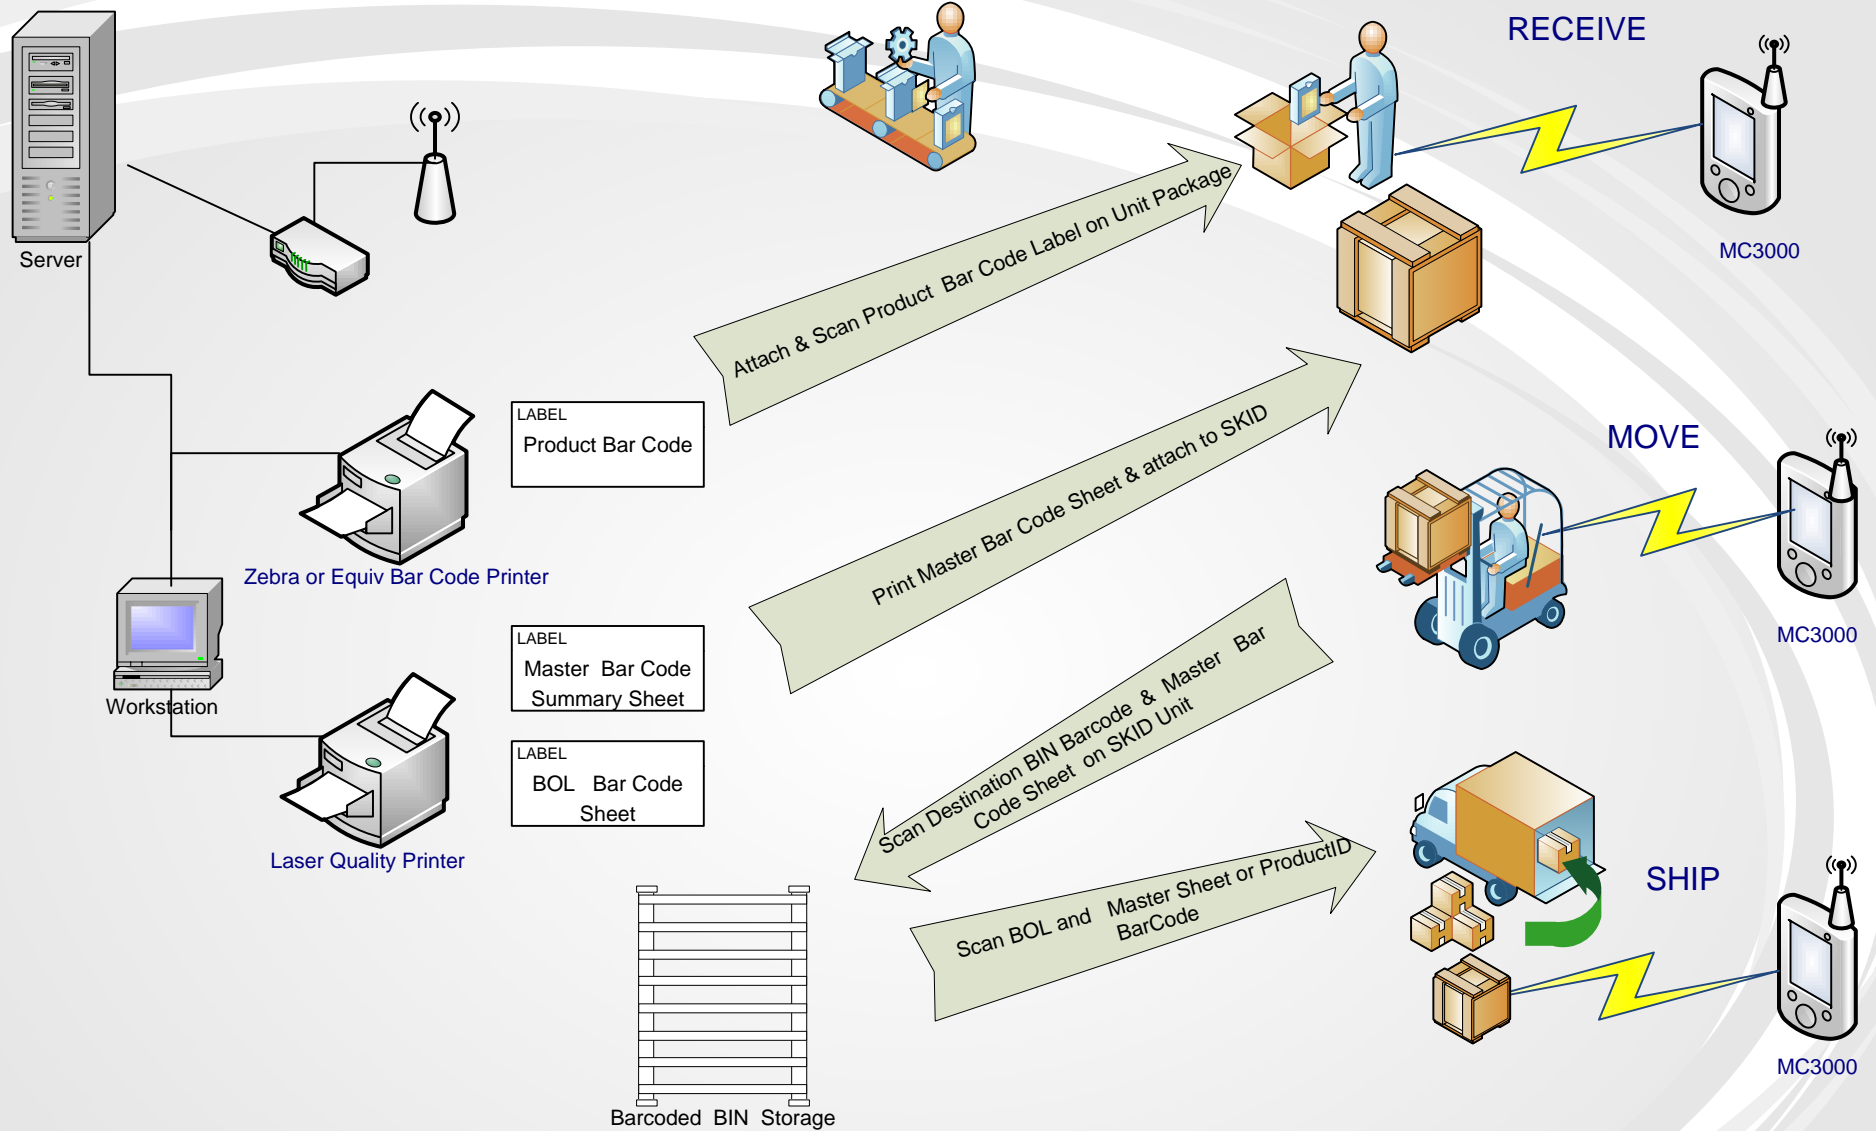 RECEIVE
Server
MC3000
Attach & Scan Product Bar Code Label on Unit Package
LABEL
Product Bar Code
Zebra or Equiv Bar Code Printer
Print Master Bar Code Sheet & attach to SKID
MOVE
MC3000
LABEL
Master Bar Code
Summary Sheet
Workstation
Scan Destination BIN Barcode & Master Bar
Code Sheet on SKID Unit
LABEL
BOL Bar Code
Sheet
Laser Quality Printer
Scan BOL and Master Sheet or ProductID
BarCode
SHIP
MC3000
Barcoded BIN Storage